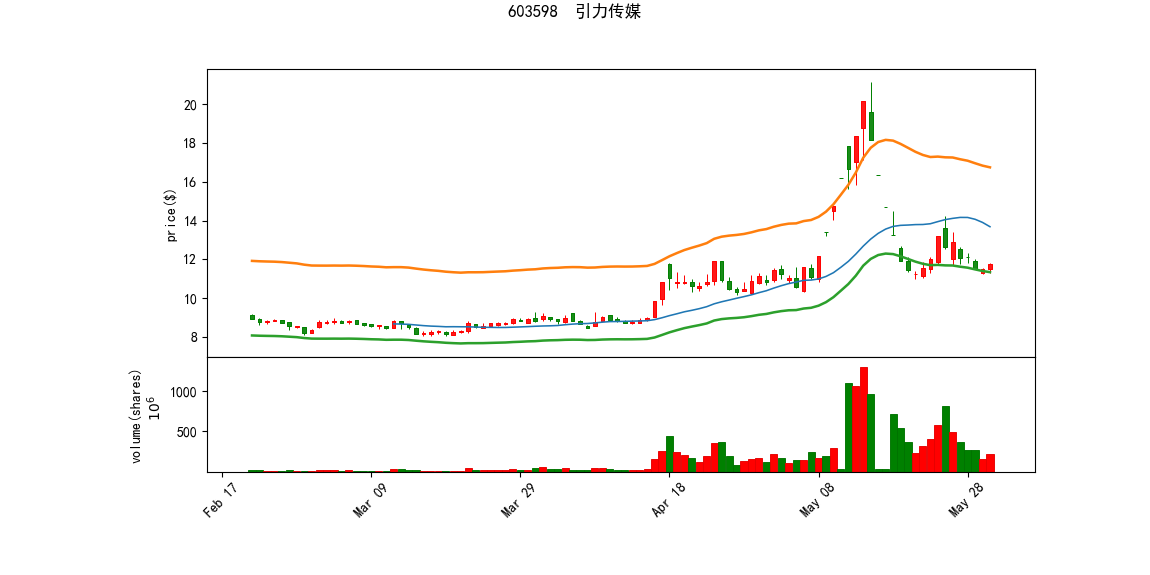 603598 引力传媒
price($)
20
18
16
14
12
10
8
volume(shares)
10^6
1000
500
Feb 17
Mar 09
Mar 29
Apr 18
May 08
May 28